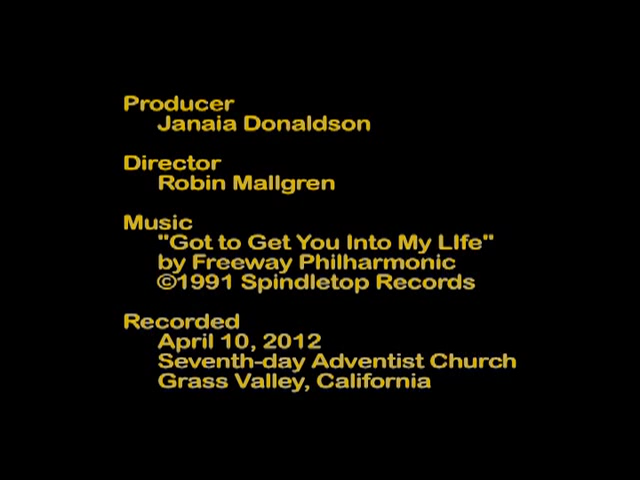 Producer
Janaia Donaldson
Director
Robin Mallgren
Music
"Got to Get You Into My LIfe"
by Freeway Philharmonic
©1991 Spindletop Records
Recorded
April 10, 2012
Seventh-day Adventist Church
Grass Valley, California